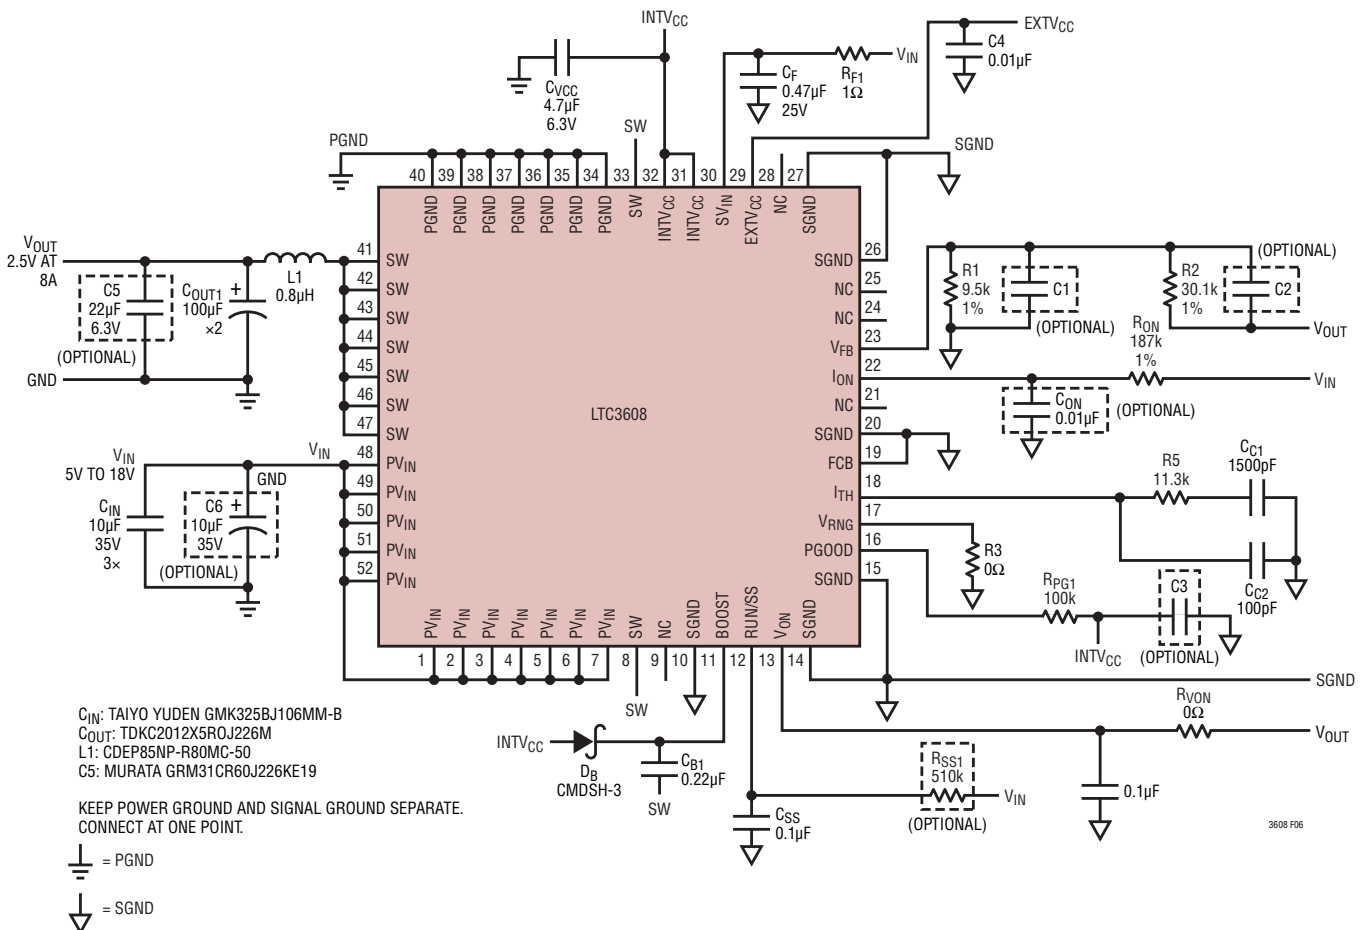 INTVCC
EXTVCC
C4
0.01µF
CVCC
4.7µF
6.3V
CF
0.47µF
25V
RF1
1Ω
VIN
SW
PGND
SGND
40 39 38 37 36 35 34 33 32 31 30 29 28 27
PGND
PGND
PGND
PGND
PGND
PGND
PGND
SW
INTVCC
INTVCC
SVIN
EXTVCC
NC
SGND
VOUT
2.5V AT
8A
C5
22µF
6.3V
(OPTIONAL)
COUT1
100µF
×2
+
L1
0.8µH
GND
41 SW
42 SW
43 SW
44 SW
45 SW
46 SW
47 SW
48 PVIN
49 PVIN
50 PVIN
51 PVIN
52 PVIN
VIN
5V TO 18V
VIN
GND
CIN
10µF
35V
3×
C6
10µF
35V
+
(OPTIONAL)
LTC3608
SGND 26
NC 25
NC 24
VFB 23
ION 22
NC 21
SGND 20
FCB 19
ITH 18
VRNG 17
PGOOD 16
SGND 15
R1
9.5k
1%
C1
(OPTIONAL)
(OPTIONAL)
R2
30.1k
1%
C2
(OPTIONAL)
VOUT
RON
187k
1%
VIN
CON
0.01µF
(OPTIONAL)
R5
11.3k
CC1
1500pF
CC2
100pF
R3
0Ω
RPG1
100k
C3
(OPTIONAL)
INTVCC
PVIN
PVIN
PVIN
PVIN
PVIN
PVIN
PVIN
SW
NC
SGND
BOOST
RUN/SS
VON
SGND
1 2 3 4 5 6 7 8 9 10 11 12 13 14
SW
SGND
INTVCC
DB
CMDSH-3
CB1
0.22µF
SW
CSS
0.1µF
RSS1
510k
(OPTIONAL)
VIN
RVON
0Ω
VOUT
0.1µF
CIN: TAIYO YUDEN GMK325BJ106MM-B
COUT: TDKC2012X5ROJ226M
L1: CDEP85NP-R80MC-50
C5: MURATA GRM31CR60J226KE19
KEEP POWER GROUND AND SIGNAL GROUND SEPARATE.
CONNECT AT ONE POINT.
= PGND
= SGND
3608 F06